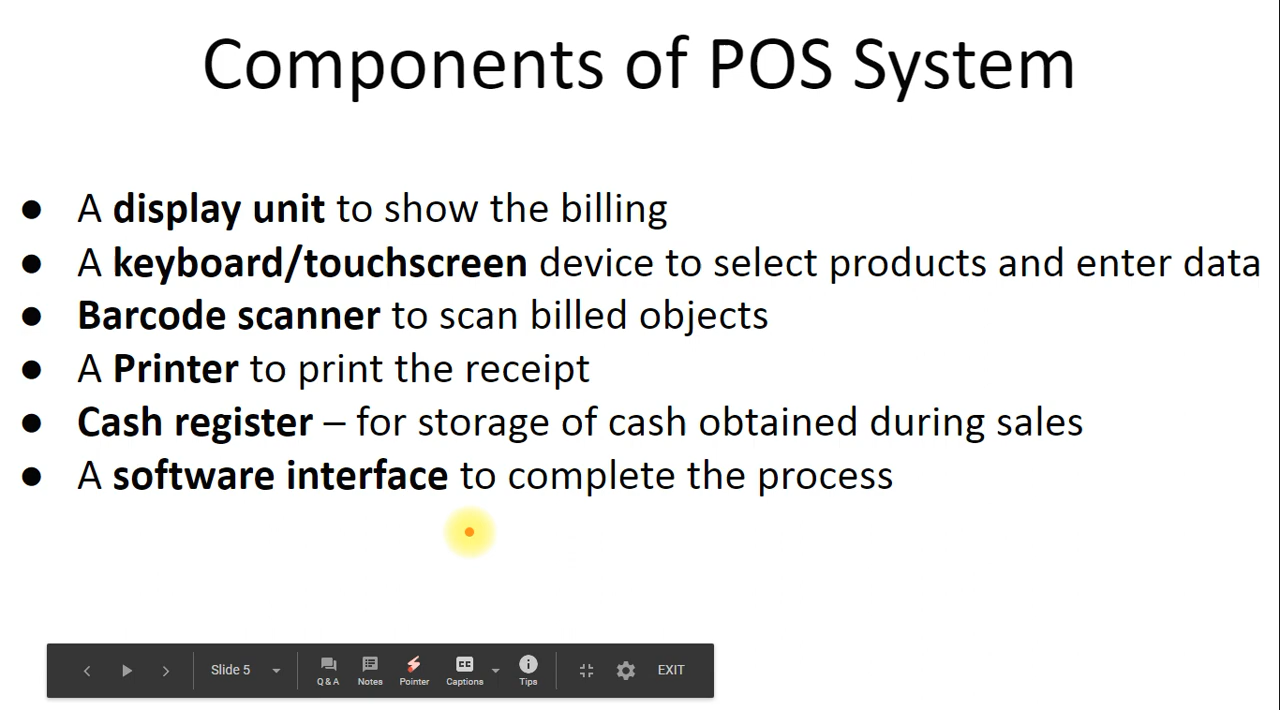 Components of POS System
● A display unit to show the billing
● A keyboard/touchscreen device to select products and enter data
● Barcode scanner to scan billed objects
● A Printer to print the receipt
● Cash register – for storage of cash obtained during sales
● A software interface to complete the process
Slide 5 Q & A Notes Pointer CC Captions Tips EXIT